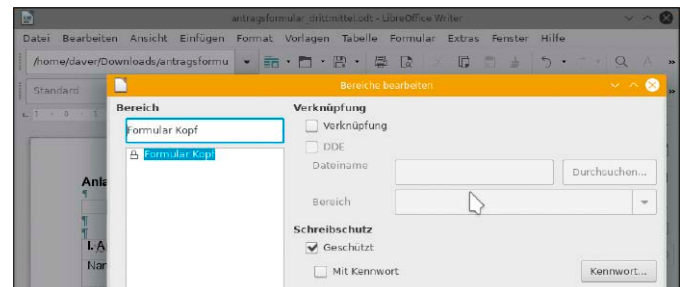 antragsformular_drittmittel.odt - LibreOffice Writer
Datei Bearbeiten Ansicht Einfügen Format Vorlagen Tabelle Formular Extras Fenster Hilfe
/home/daver/Downloads/antragsformu
Standard
Bereiche bearbeiten
Bereich
Formular Kopf
Formular Kopf
Verknüpfung
Verknüpfung
DDE
Dateiname
Durchsuchen...
Bereich
Schreibschutz
Geschützt
Mit Kennwort
Kennwort...
Anla
I. A
Nar